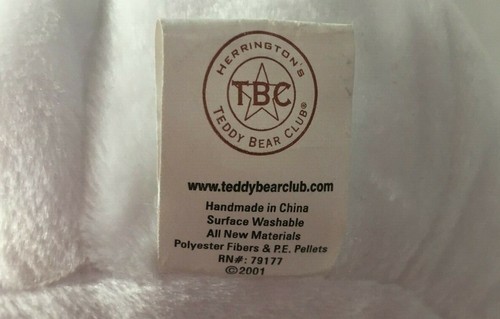 HERRINGTON'S
TBC
TEDDY BEAR CLUB®
www.teddybearclub.com
Handmade in China
Surface Washable
All New Materials
Polyester Fibers & P.E. Pellets
RN#: 79177
©2001